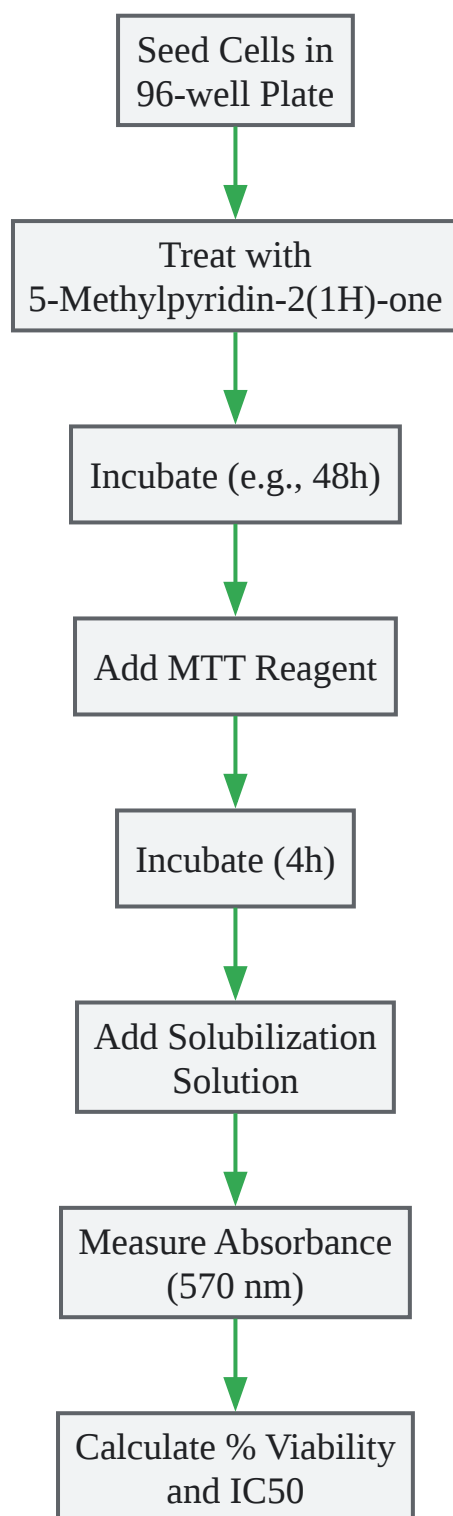 Seed Cells in
96-well Plate
Treat with
5-Methylpyridin-2(1H)-one
Incubate (e.g., 48h)
Add MTT Reagent
Incubate (4h)
Add Solubilization
Solution
Measure Absorbance
(570 nm)
Calculate % Viability
and IC50